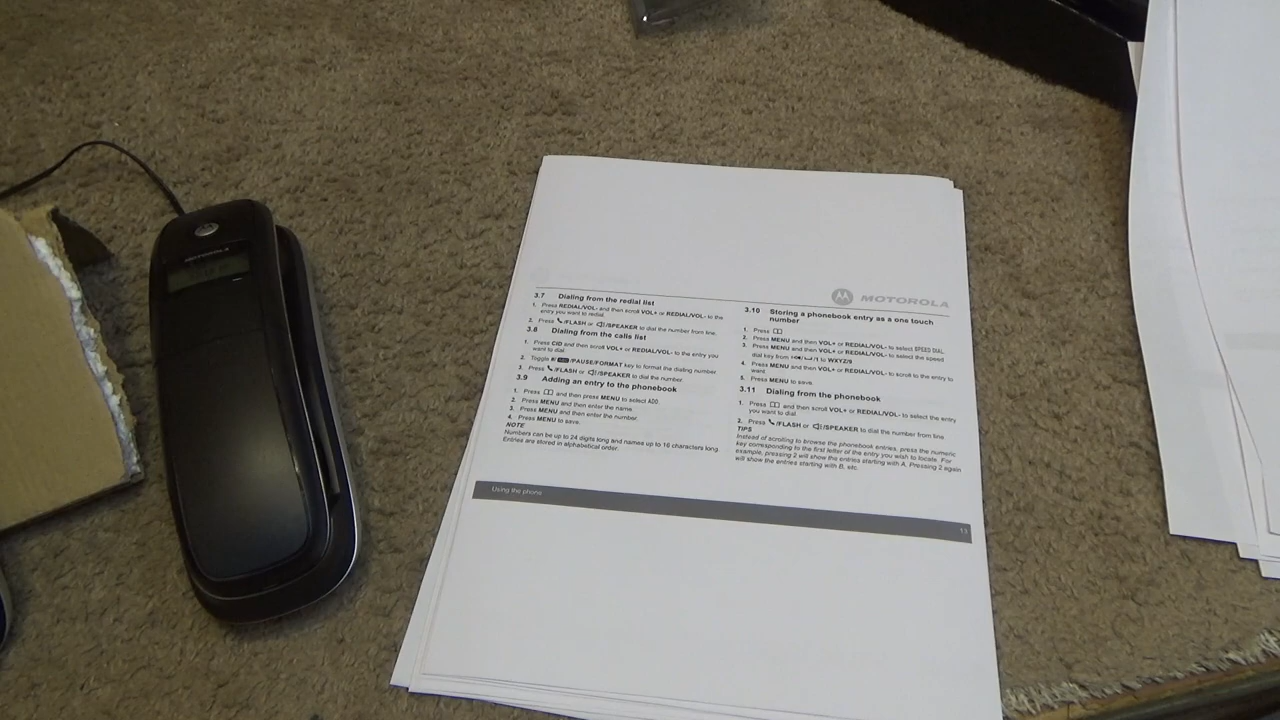 MOTOROLA
MOTOROLA
3.7 Dialing from the redial list
1. Press REDIAL/VOL- and then scroll VOL+ or REDIAL/VOL- to the
entry you want to redial.
2. Press /FLASH or /SPEAKER to dial the number from line.
3.8 Dialing from the calls list
1. Press CID and then scroll VOL+ or REDIAL/VOL- to the entry you
want to dial.
2. Toggle #/PAUSE/FORMAT key to format the dialing number
3. Press /FLASH or /SPEAKER to dial the number
3.9 Adding an entry to the phonebook
1. Press and then press MENU to select ADD.
2. Press MENU and then enter the name.
3. Press MENU and then enter the number.
4. Press MENU to save.
NOTE
Numbers can be up to 24 digits long and names up to 16 characters long.
Entries are stored in alphabetical order.
3.10 Storing a phonebook entry as a one touch
number
1. Press
2. Press MENU and then VOL+ or REDIAL/VOL- to select SPEED DIAL
3. Press MENU and then VOL+ or REDIAL/VOL- to select the speed
dial key from /1 to WXYZ/9
4. Press MENU and then VOL+ or REDIAL/VOL- to scroll to the entry to
want.
5. Press MENU to save.
3.11 Dialing from the phonebook
1. Press and then scroll VOL+ or REDIAL/VOL- to select the entry
you want to dial.
2. Press /FLASH or /SPEAKER to dial the number from line.
TIPS
Instead of scrolling to browse the phonebook entries, press the numeric
key corresponding to the first letter of the entry you wish to locate. For
example, pressing 2 will show the entries starting with A. Pressing 2 again
will show the entries starting with B, etc.
Using the phone 13